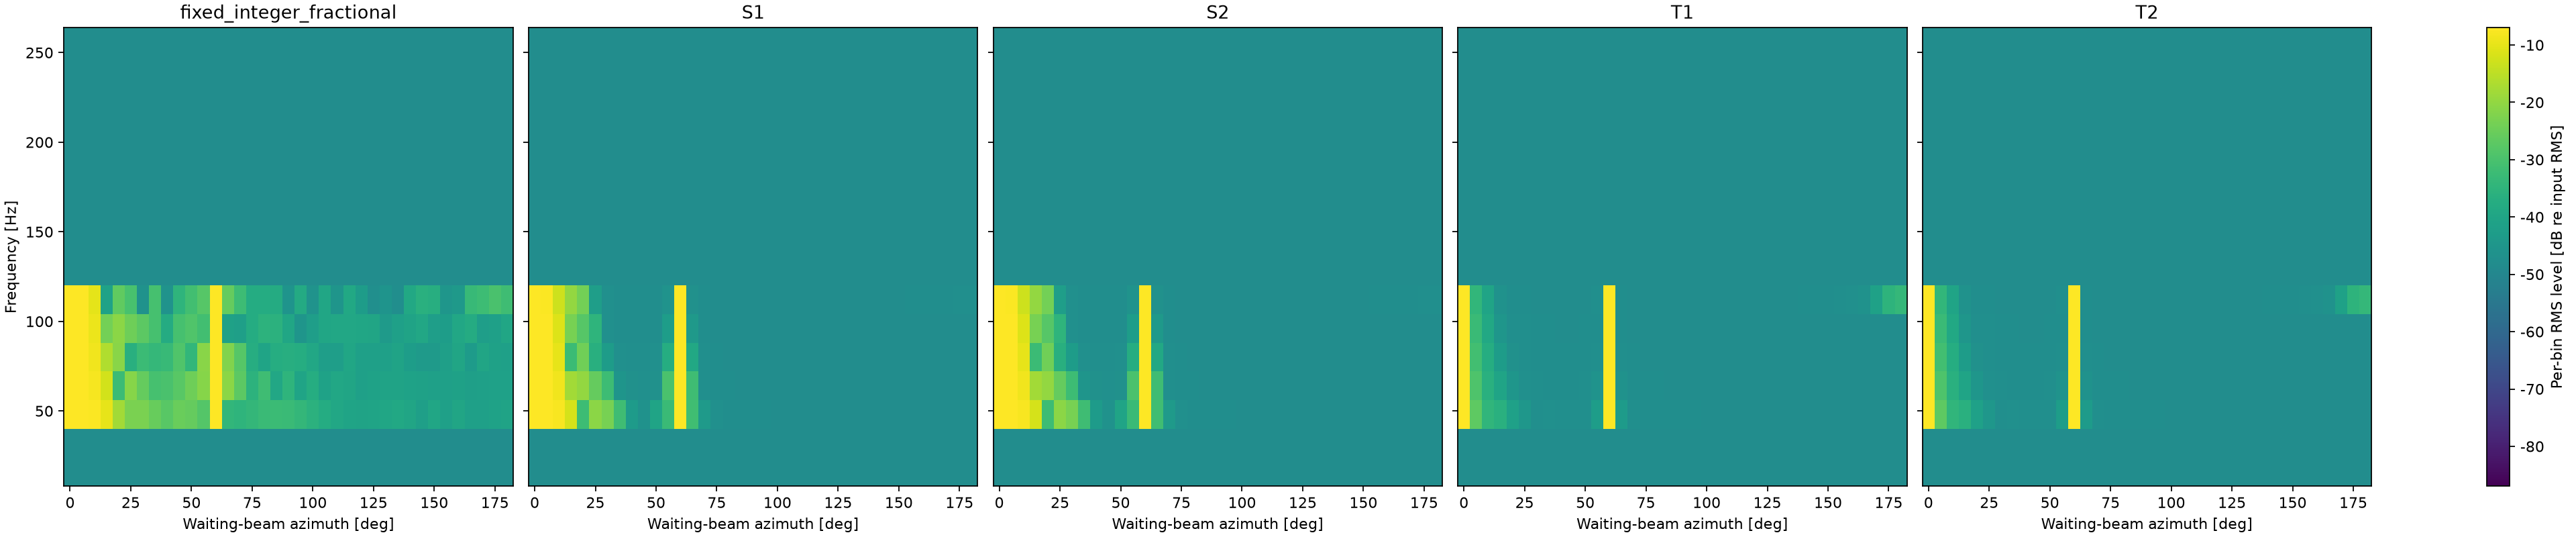 fixed_integer_fractional
S1
S2
T1
T2
250
200
150
100
50
Frequency [Hz]
0 25 50 75 100 125 150 175
0 25 50 75 100 125 150 175
0 25 50 75 100 125 150 175
0 25 50 75 100 125 150 175
0 25 50 75 100 125 150 175
Waiting-beam azimuth [deg]
Waiting-beam azimuth [deg]
Waiting-beam azimuth [deg]
Waiting-beam azimuth [deg]
Waiting-beam azimuth [deg]
-10
-20
-30
-40
-50
-60
-70
-80
Per-bin RMS level [dB re input RMS]